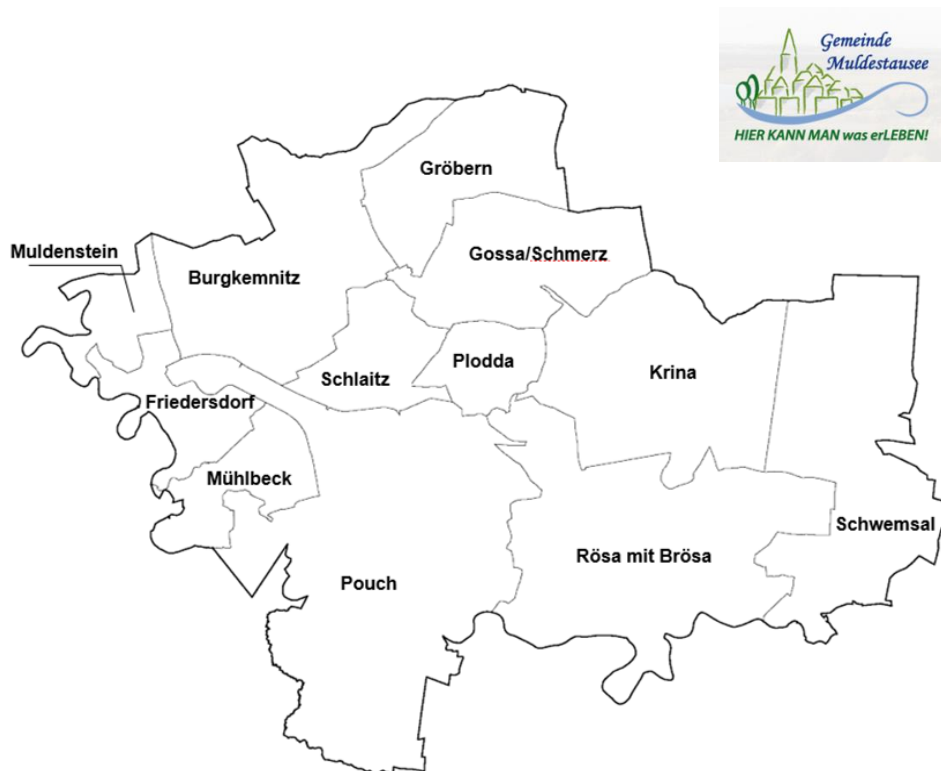 Gemeinde
Muldestausee
HIER KANN MAN was erLEBEN!
Gröbern
Muldenstein
Gossa/Schmerz
Burgkemnitz
Plodda
Krina
Schlaitz
Friedersdorf
Mühlbeck
Schwemsal
Rösa mit Brösa
Pouch